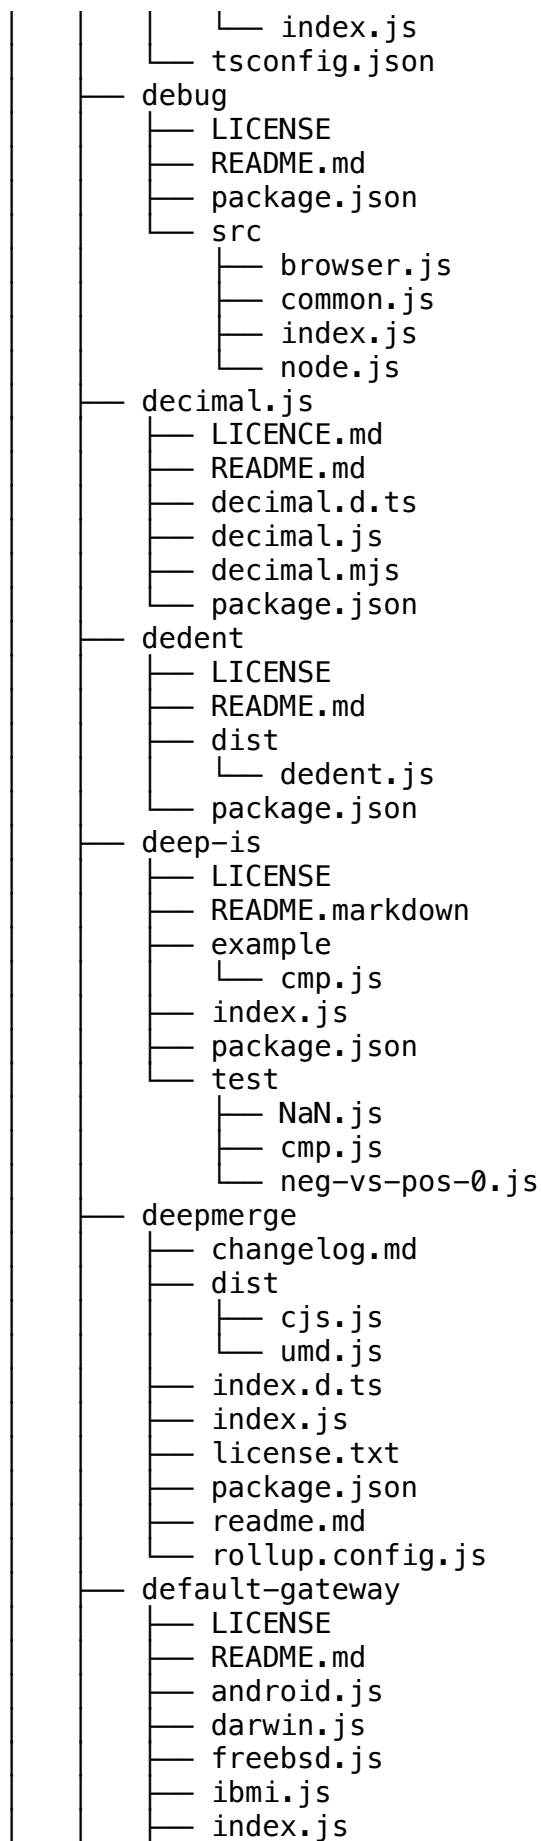 │   │   │   └── index.js
│   │   └── tsconfig.json
│   ├── debug
│   │   ├── LICENSE
│   │   ├── README.md
│   │   ├── package.json
│   │   └── src
│   │       ├── browser.js
│   │       ├── common.js
│   │       ├── index.js
│   │       └── node.js
│   ├── decimal.js
│   │   ├── LICENCE.md
│   │   ├── README.md
│   │   ├── decimal.d.ts
│   │   ├── decimal.js
│   │   ├── decimal.mjs
│   │   └── package.json
│   ├── dedent
│   │   ├── LICENSE
│   │   ├── README.md
│   │   ├── dist
│   │   │   └── dedent.js
│   │   └── package.json
│   ├── deep-is
│   │   ├── LICENSE
│   │   ├── README.markdown
│   │   ├── example
│   │   │   └── cmp.js
│   │   ├── index.js
│   │   ├── package.json
│   │   └── test
│   │       ├── NaN.js
│   │       ├── cmp.js
│   │       └── neg-vs-pos-0.js
│   ├── deepmerge
│   │   ├── changelog.md
│   │   ├── dist
│   │   │   ├── cjs.js
│   │   │   └── umd.js
│   │   ├── index.d.ts
│   │   ├── index.js
│   │   ├── license.txt
│   │   ├── package.json
│   │   ├── readme.md
│   │   └── rollup.config.js
│   ├── default-gateway
│   │   ├── LICENSE
│   │   ├── README.md
│   │   ├── android.js
│   │   ├── darwin.js
│   │   ├── freebsd.js
│   │   ├── ibmi.js
│   │   ├── index.js